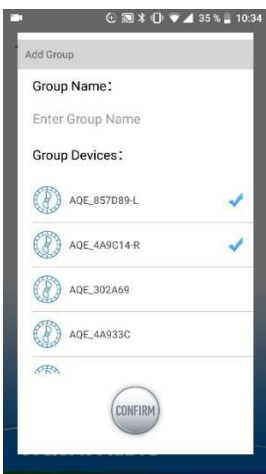 35 % 10:34
Add Group
Group Name:
Enter Group Name
Group Devices:
AQE_857D89-L
AQE_4A9C14-R
AQE_302A69
AQE_4A933C
CONFIRM